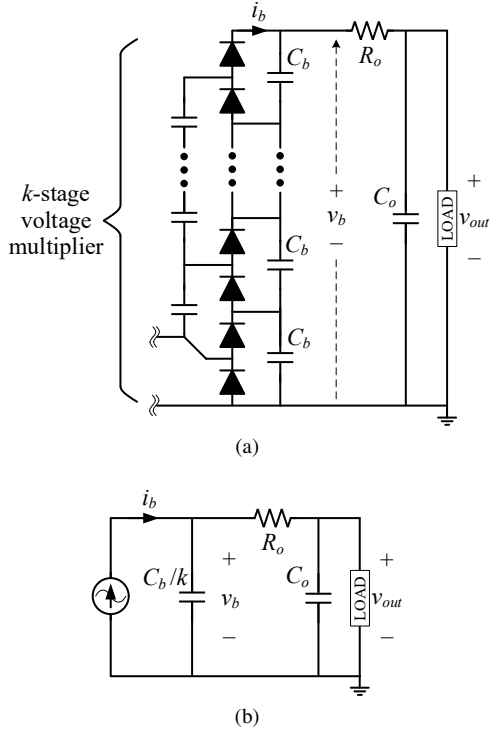 i_b
C_b
R_o
k-stage
voltage
multiplier
+
v_b
−
C_o
LOAD
+
v_out
−
C_b
C_b
(a)
i_b
R_o
C_b/k
+
v_b
−
C_o
LOAD
+
v_out
−
(b)